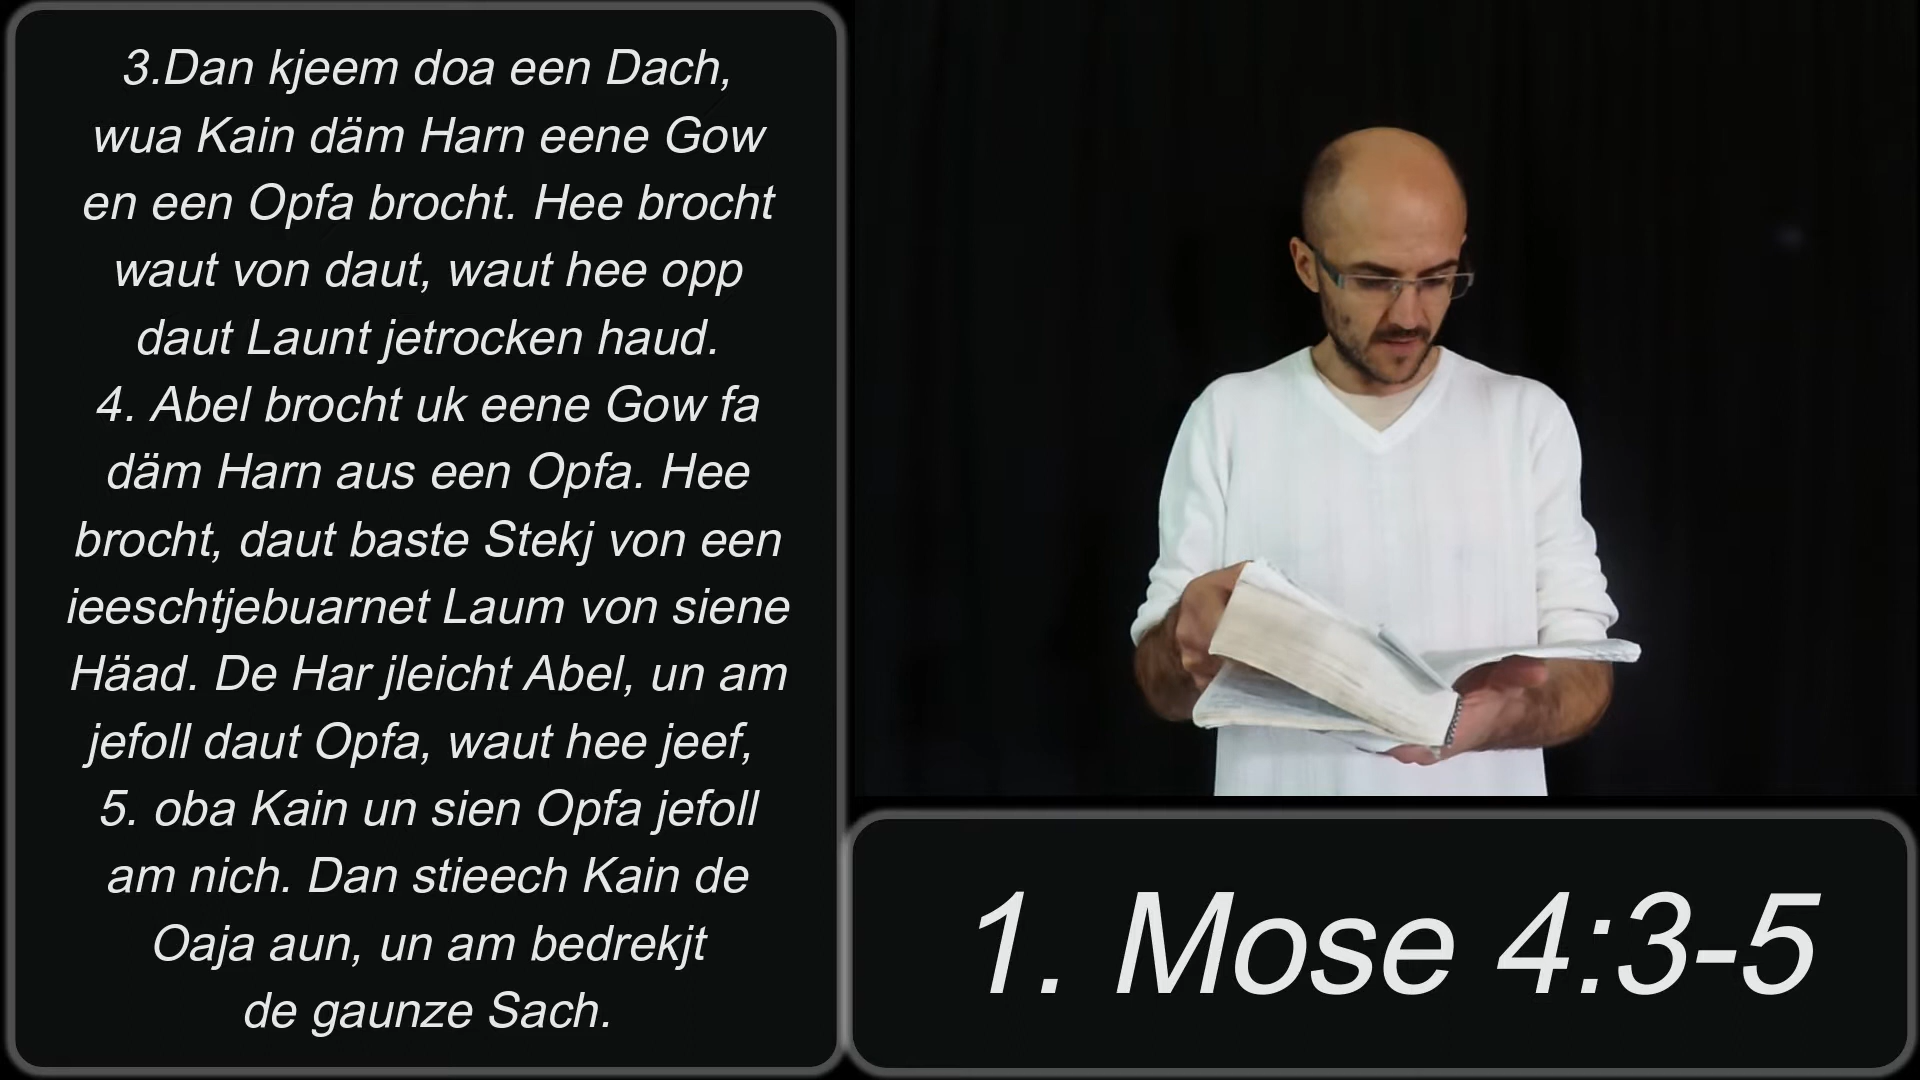 3.Dan kjeem doa een Dach,
wua Kain däm Harn eene Gow
en een Opfa brocht. Hee brocht
waut von daut, waut hee opp
daut Launt jetrocken haud.
4. Abel brocht uk eene Gow fa
däm Harn aus een Opfa. Hee
brocht, daut baste Stekj von een
ieeschtjebuarnet Laum von siene
Häad. De Har jleicht Abel, un am
jefoll daut Opfa, waut hee jeef,
5. oba Kain un sien Opfa jefoll
am nich. Dan stieech Kain de
Oaja aun, un am bedrekjt
de gaunze Sach.
1. Mose 4:3-5